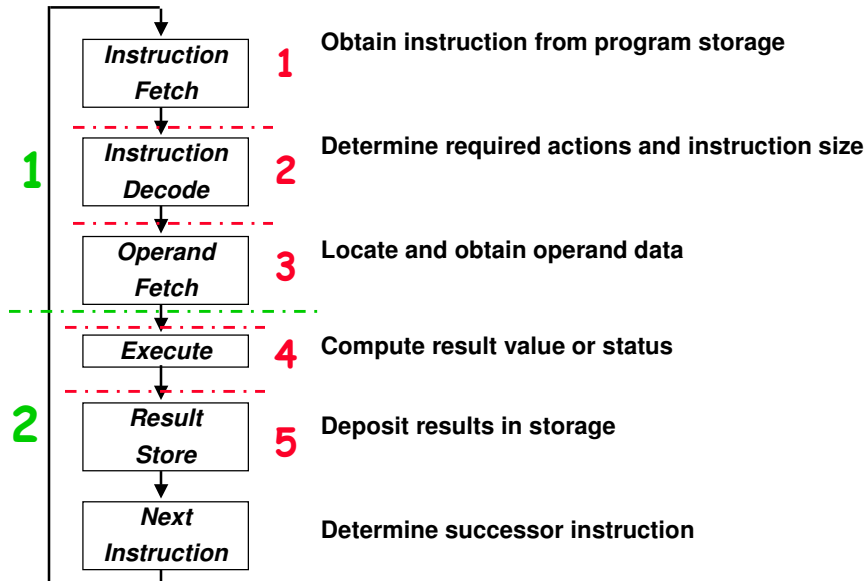 Instruction
Fetch
1
Obtain instruction from program storage
1
Instruction
Decode
2
Determine required actions and instruction size
Operand
Fetch
3
Locate and obtain operand data
Execute
4
Compute result value or status
2
Result
Store
5
Deposit results in storage
Next
Instruction
Determine successor instruction